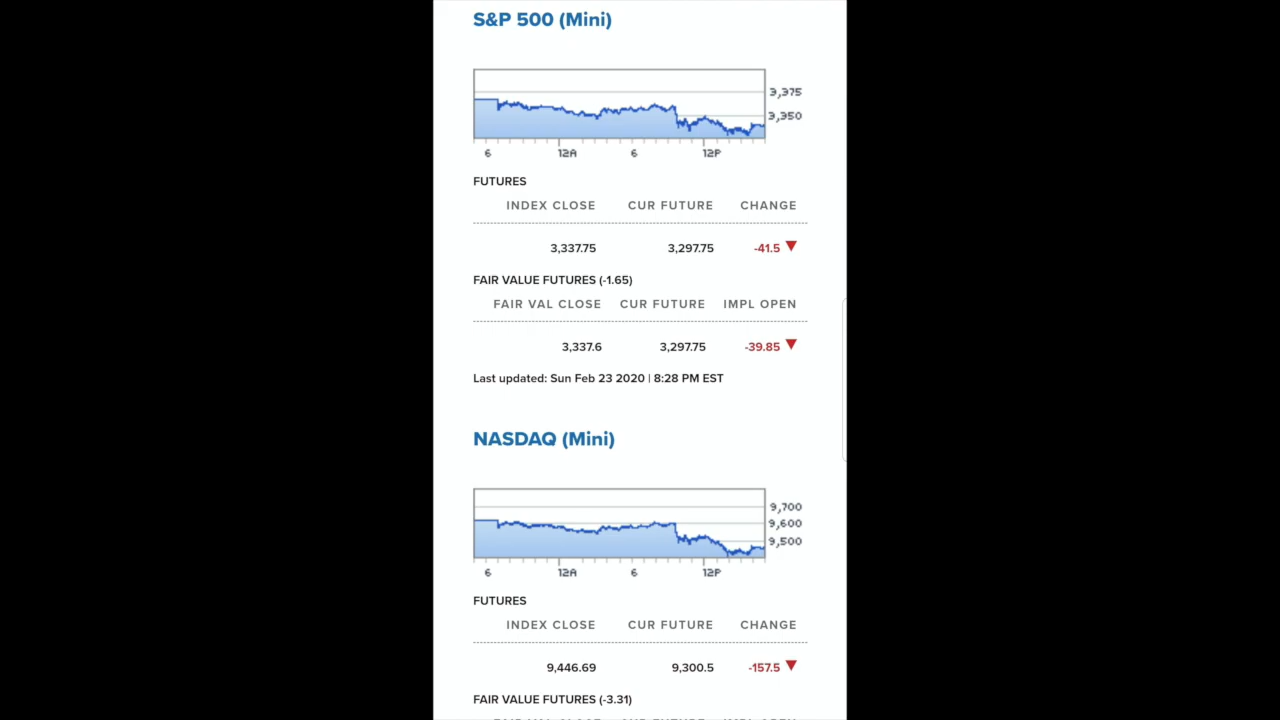 S&P 500 (Mini)
3,375
3,350
6 12A 6 12P
FUTURES
INDEX CLOSE CUR FUTURE CHANGE
3,337.75 3,297.75 -41.5 ▼
FAIR VALUE FUTURES (-1.65)
FAIR VAL CLOSE CUR FUTURE IMPL OPEN
3,337.6 3,297.75 -39.85 ▼
Last updated: Sun Feb 23 2020 | 8:28 PM EST
NASDAQ (Mini)
9,700
9,600
9,500
6 12A 6 12P
FUTURES
INDEX CLOSE CUR FUTURE CHANGE
9,446.69 9,300.5 -157.5 ▼
FAIR VALUE FUTURES (-3.31)